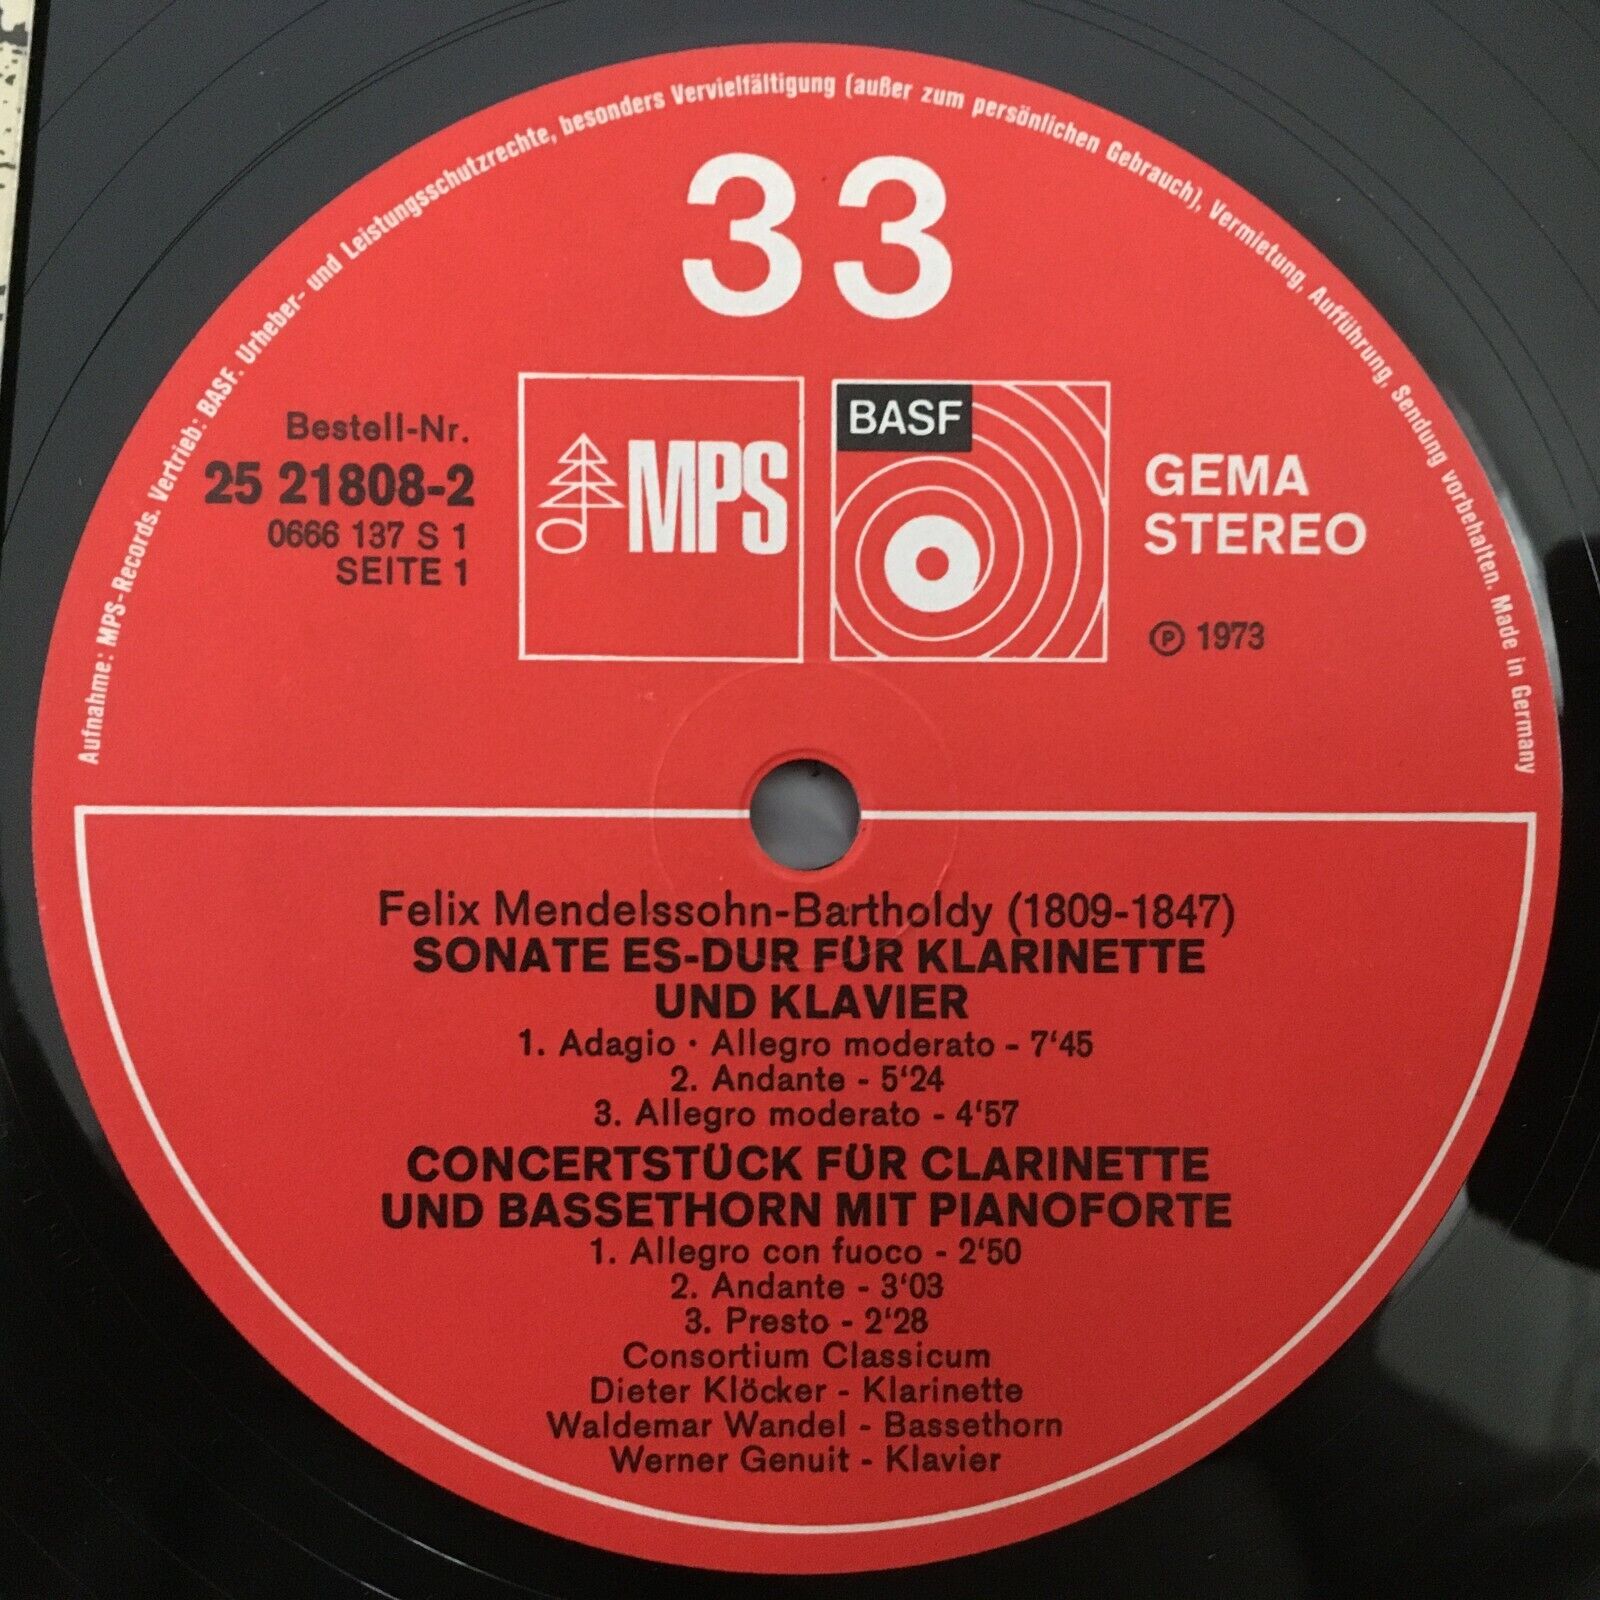 Aufnahme: MPS-Records. Vertrieb: BASF. Urheber- und Leistungsschutzrechte, besonders Vervielfältigung (außer zum persönlichen Gebrauch), Vermietung, Aufführung, Sendung vorbehalten. Made in Germany
33
Bestell-Nr.
25 21808-2
0666 137 S 1
SEITE 1
MPS
BASF
GEMA
STEREO
℗ 1973
Felix Mendelssohn-Bartholdy (1809-1847)
SONATE ES-DUR FÜR KLARINETTE
UND KLAVIER
1. Adagio · Allegro moderato - 7‘45
2. Andante - 5‘24
3. Allegro moderato - 4‘57
CONCERTSTÜCK FÜR CLARINETTE
UND BASSETHORN MIT PIANOFORTE
1. Allegro con fuoco - 2‘50
2. Andante - 3‘03
3. Presto - 2‘28
Consortium Classicum
Dieter Klöcker - Klarinette
Waldemar Wandel - Bassethorn
Werner Genuit - Klavier